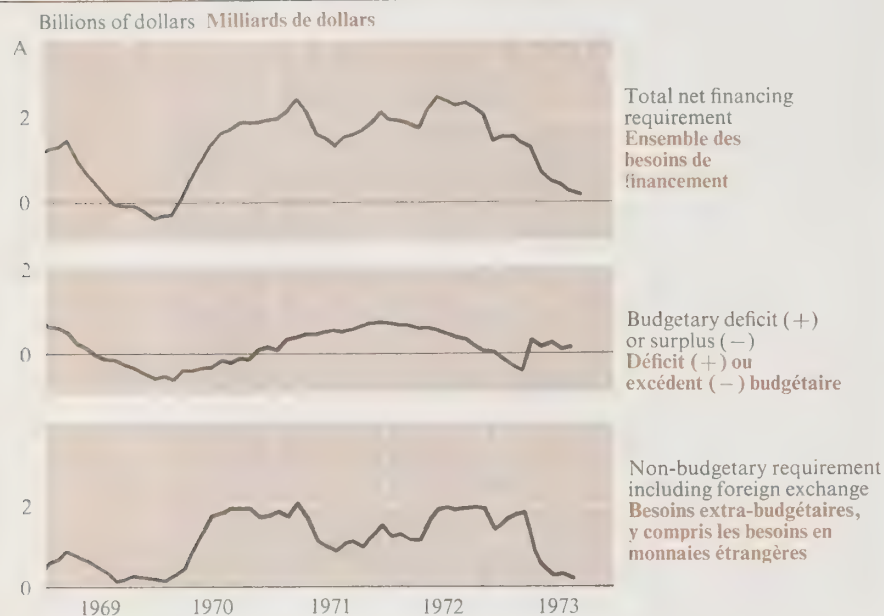 Billions of dollars Milliards de dollars
A
2
0
Total net financing
requirement
Ensemble des
besoins de
financement
2
0
Budgetary deficit (+)
or surplus (−)
Déficit (+) ou
excédent (−) budgétaire
2
0
Non-budgetary requirement
including foreign exchange
Besoins extra-budgétaires,
y compris les besoins en
monnaies étrangères
1969 1970 1971 1972 1973